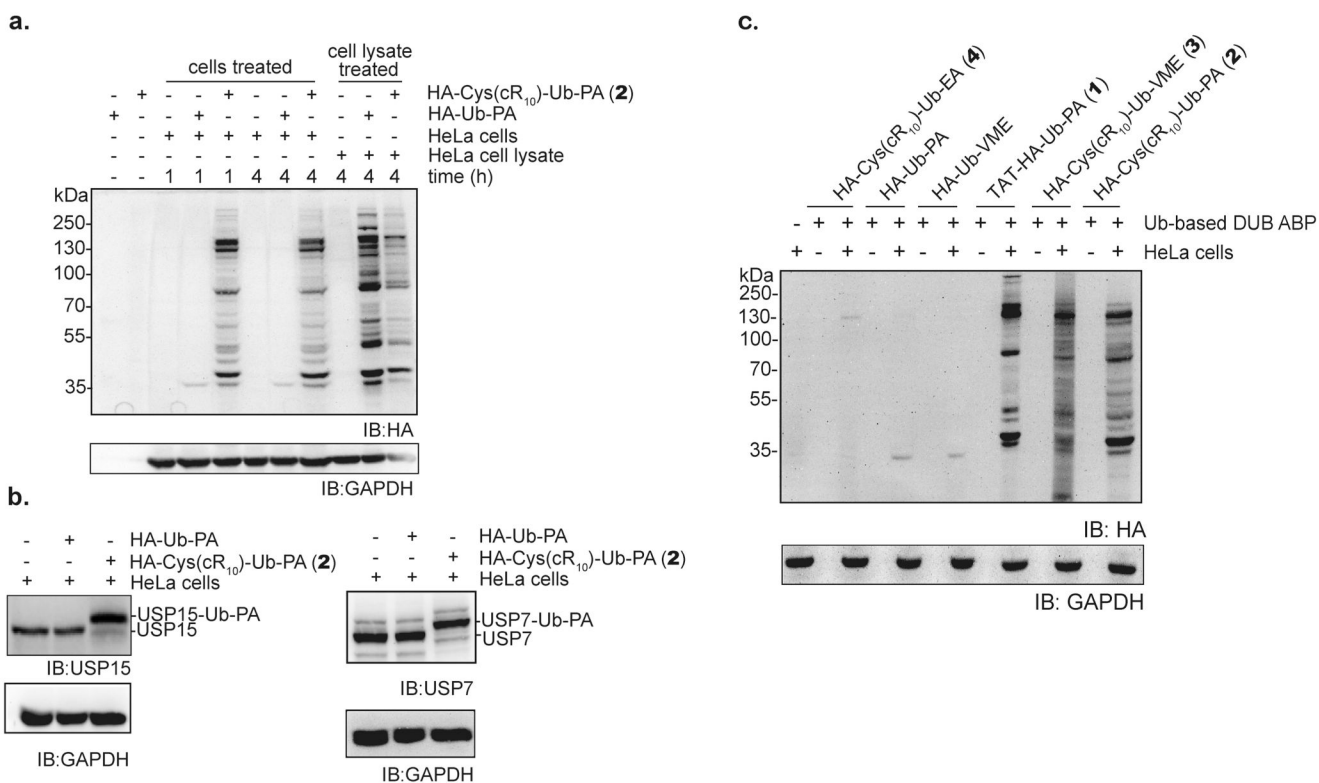 a.
cells treated
cell lysate
treated
- + - - + - - + - - + HA-Cys(cR10)-Ub-PA (2)
+ - - + - - + - - + - HA-Ub-PA
- - + + + + + + - - - HeLa cells
- - - - - - - - + + + HeLa cell lysate
- - 1 1 1 4 4 4 4 4 4 time (h)
kDa
250-
130-
100-
70-
55-
35-
IB:HA
IB:GAPDH
b.
- + - HA-Ub-PA
- - + HA-Cys(cR10)-Ub-PA (2)
+ + + HeLa cells
USP15-Ub-PA
USP15
IB:USP15
IB:GAPDH
- + - HA-Ub-PA
- - + HA-Cys(cR10)-Ub-PA (2)
+ + + HeLa cells
USP7-Ub-PA
USP7
IB:USP7
IB:GAPDH
c.
HA-Cys(cR10)-Ub-EA (4)
HA-Ub-PA
HA-Ub-VME
TAT-HA-Ub-PA (1)
HA-Cys(cR10)-Ub-VME (3)
HA-Cys(cR10)-Ub-PA (2)
- + + + + + + + + + + + + Ub-based DUB ABP
+ - + - + - + - + - + - + HeLa cells
kDa
250-
130-
100-
70-
55-
35-
IB: HA
IB: GAPDH